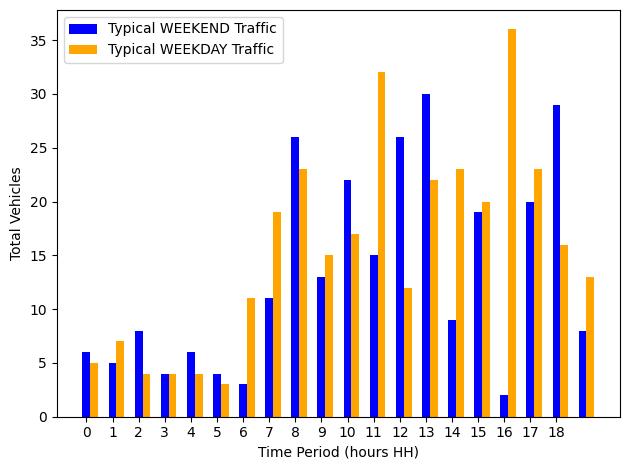 Typical WEEKEND Traffic
Typical WEEKDAY Traffic
35
30
25
20
15
10
5
0
Total Vehicles
0 1 2 3 4 5 6 7 8 9 10 11 12 13 14 15 16 17 18
Time Period (hours HH)